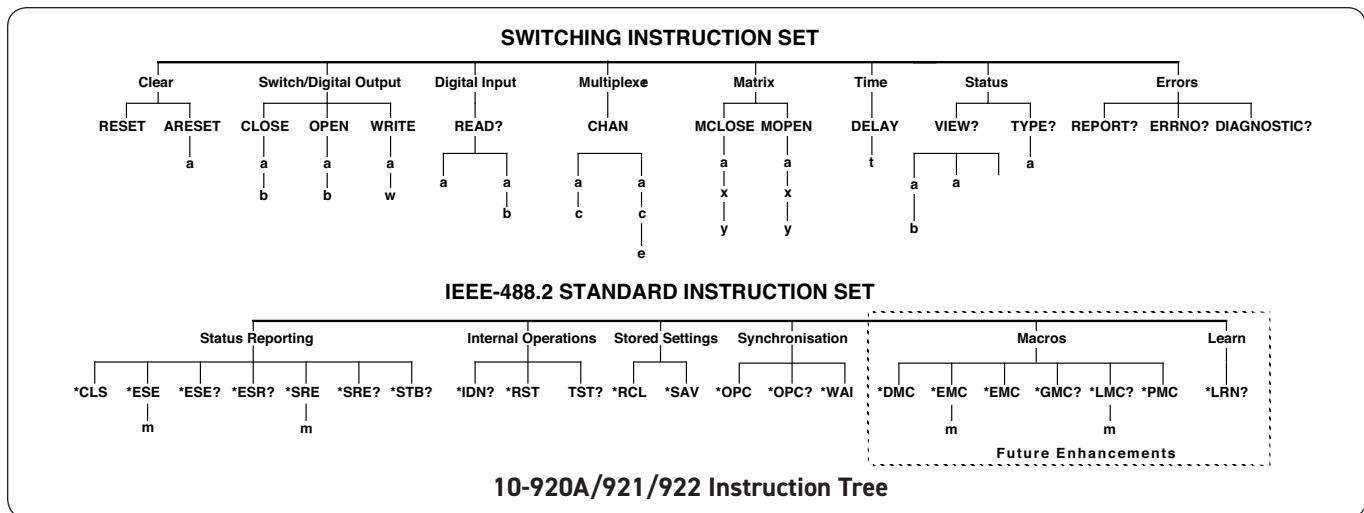 SWITCHING INSTRUCTION SET
Clear Switch/Digital Output Digital Input Multiplexe Matrix Time Status Errors
RESET ARESET CLOSE OPEN WRITE READ? CHAN MCLOSE MOPEN DELAY VIEW? TYPE? REPORT? ERRNO? DIAGNOSTIC?
a a a a a a t a
a a a a a a
b b w b c c x x b
y y
e
IEEE-488.2 STANDARD INSTRUCTION SET
Status Reporting Internal Operations Stored Settings Synchronisation Macros Learn
*CLS *ESE *ESE? *ESR? *SRE *SRE? *STB? *IDN? *RST TST? *RCL *SAV *OPC *OPC? *WAI *DMC *EMC *EMC *GMC? *LMC? *PMC *LRN?
m m m m
Future Enhancements
10-920A/921/922 Instruction Tree